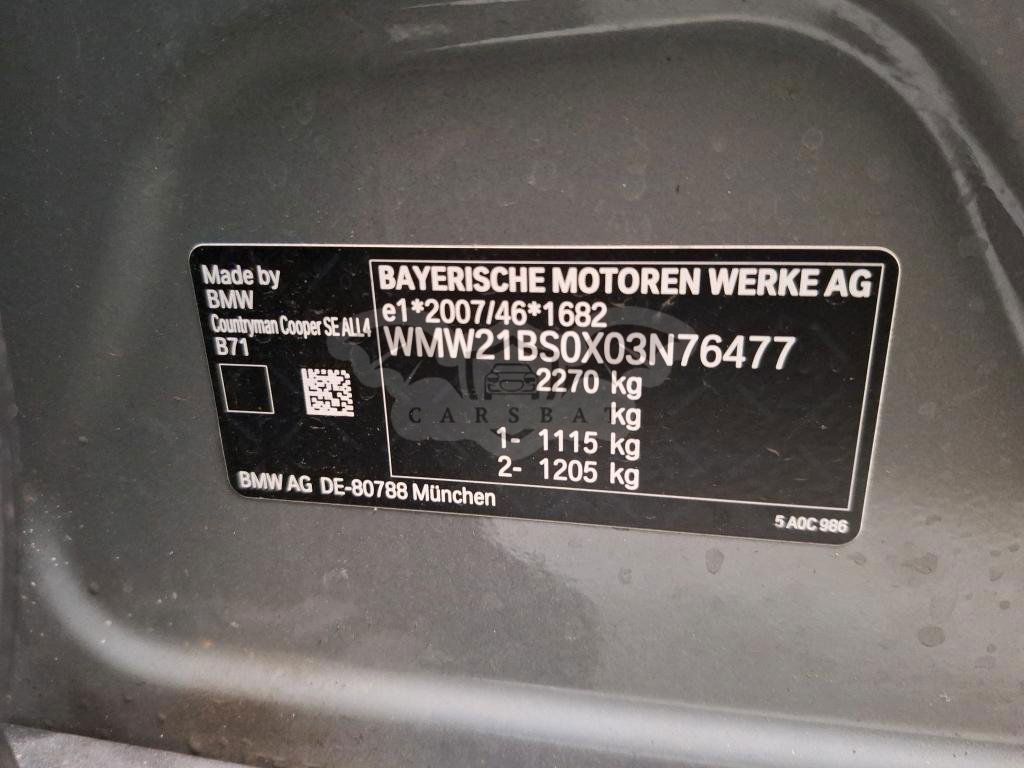 Made by
BMW
Countryman Cooper SE ALL4
B71
BAYERISCHE MOTOREN WERKE AG
e1*2007/46*1682
WMW21BS0X03N76477
2270 kg
kg
1- 1115 kg
2- 1205 kg
CARSBAT
BMW AG DE-80788 München
5 A0C 986